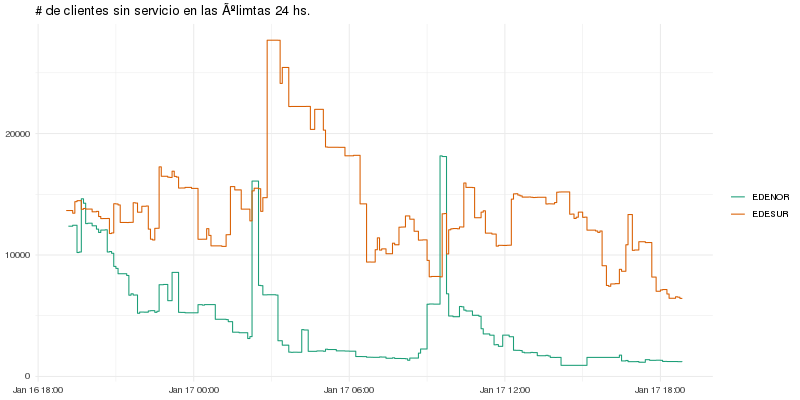 # de clientes sin servicio en las Ãºlimtas 24 hs.
20000
10000
0
Jan 16 18:00 Jan 17 00:00 Jan 17 06:00 Jan 17 12:00 Jan 17 18:00
EDENOR
EDESUR